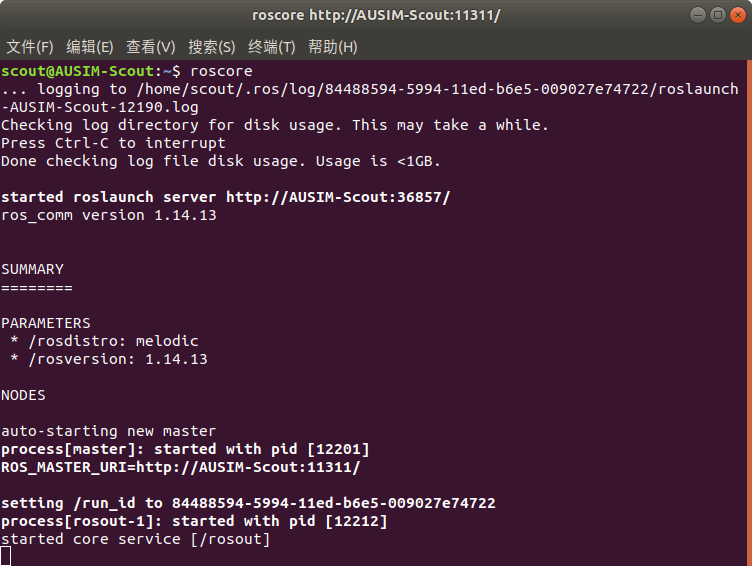 roscore http://AUSIM-Scout:11311/
文件(F) 编辑(E) 查看(V) 搜索(S) 终端(T) 帮助(H)
scout@AUSIM-Scout:~$ roscore
... logging to /home/scout/.ros/log/84488594-5994-11ed-b6e5-009027e74722/roslaunch
-AUSIM-Scout-12190.log
Checking log directory for disk usage. This may take a while.
Press Ctrl-C to interrupt
Done checking log file disk usage. Usage is <1GB.
started roslaunch server http://AUSIM-Scout:36857/
ros_comm version 1.14.13
SUMMARY
========
PARAMETERS
 * /rosdistro: melodic
 * /rosversion: 1.14.13
NODES
auto-starting new master
process[master]: started with pid [12201]
ROS_MASTER_URI=http://AUSIM-Scout:11311/
setting /run_id to 84488594-5994-11ed-b6e5-009027e74722
process[rosout-1]: started with pid [12212]
started core service [/rosout]